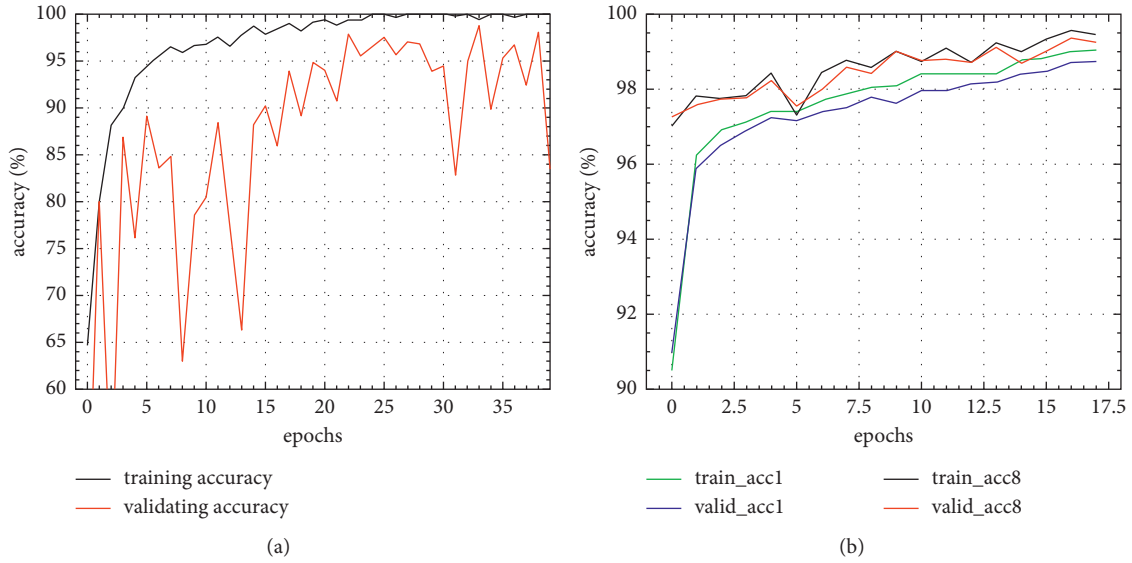 100
95
90
85
80
75
70
65
60
accuracy (%)
0 5 10 15 20 25 30 35
epochs
training accuracy
validating accuracy
(a)
100
98
96
94
92
90
accuracy (%)
0 2.5 5 7.5 10 12.5 15 17.5
epochs
train_acc1
valid_acc1
train_acc8
valid_acc8
(b)